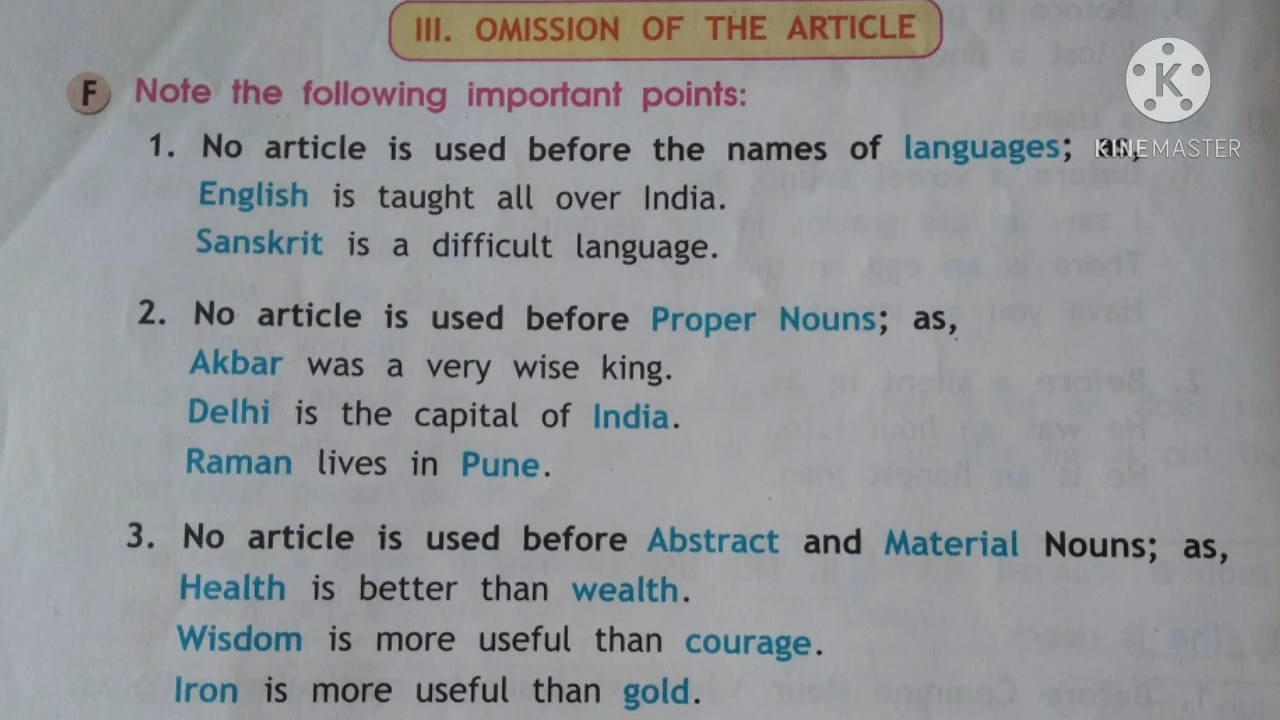 III. OMISSION OF THE ARTICLE
F Note the following important points:
1. No article is used before the names of languages; as,
English is taught all over India.
Sanskrit is a difficult language.
2. No article is used before Proper Nouns; as,
Akbar was a very wise king.
Delhi is the capital of India.
Raman lives in Pune.
3. No article is used before Abstract and Material Nouns; as,
Health is better than wealth.
Wisdom is more useful than courage.
Iron is more useful than gold.
K
KINEMASTER